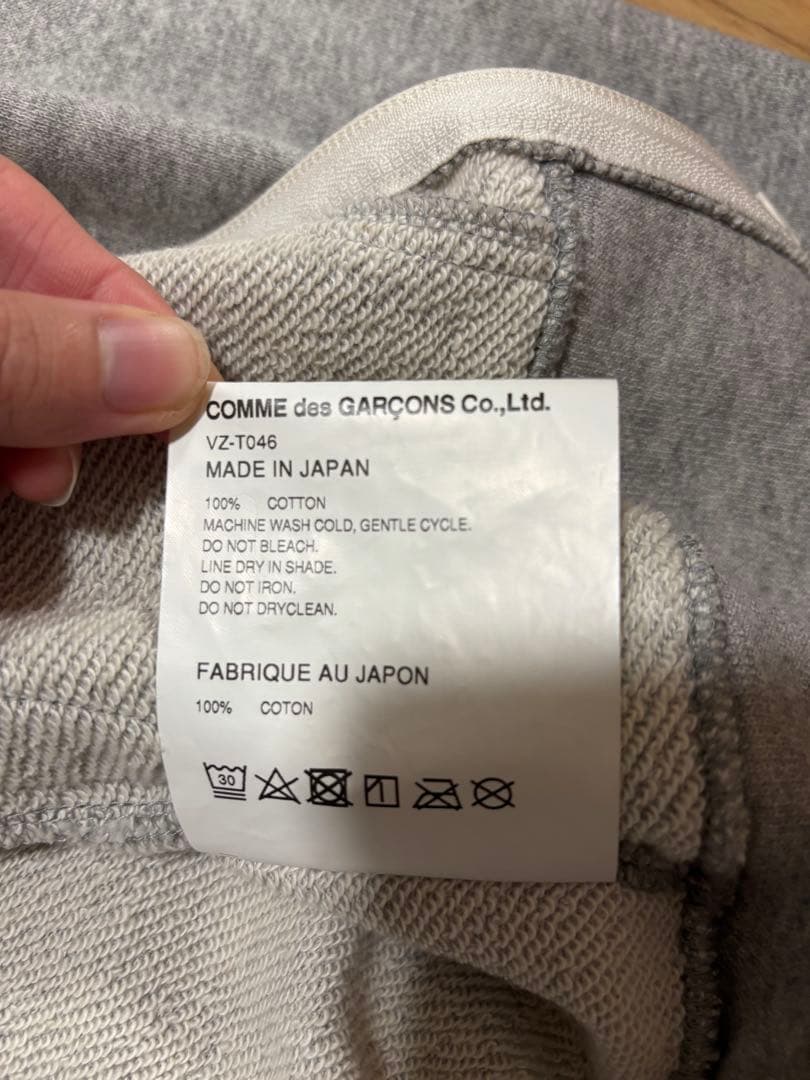 COMME des GARÇONS Co.,Ltd.
VZ-T046
MADE IN JAPAN
100% COTTON
MACHINE WASH COLD, GENTLE CYCLE.
DO NOT BLEACH.
LINE DRY IN SHADE.
DO NOT IRON.
DO NOT DRYCLEAN.
FABRIQUE AU JAPON
100% COTON
30